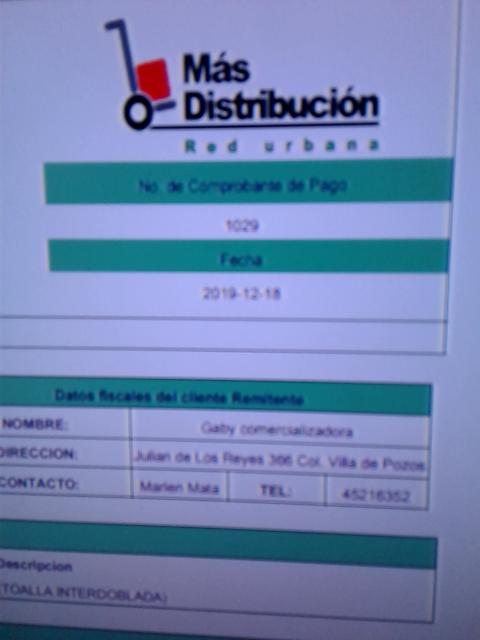 Más
Distribución
Red urbana
No. de Comprobante de Pago
1029
Fecha
2019-12-18
Datos fiscales del cliente Remitente
NOMBRE: Gaby comercializadora
DIRECCION: Julian de Los Reyes 366 Col. Villa de Pozos
CONTACTO: Marlen Mata TEL: 45216352
Descripcion
(TOALLA INTERDOBLADA)